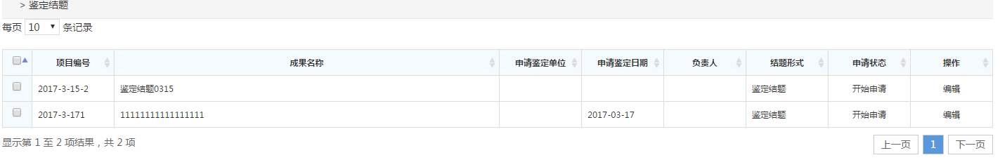 > 鉴定结题
每页 10 条记录
项目编号 成果名称 申请鉴定单位 申请鉴定日期 负责人 结题形式 申请状态 操作
2017-3-15-2 鉴定结题0315 鉴定结题 开始申请 编辑
2017-3-171 11111111111111111 2017-03-17 鉴定结题 开始申请 编辑
显示第 1 至 2 项结果，共 2 项 上一页 1 下一页